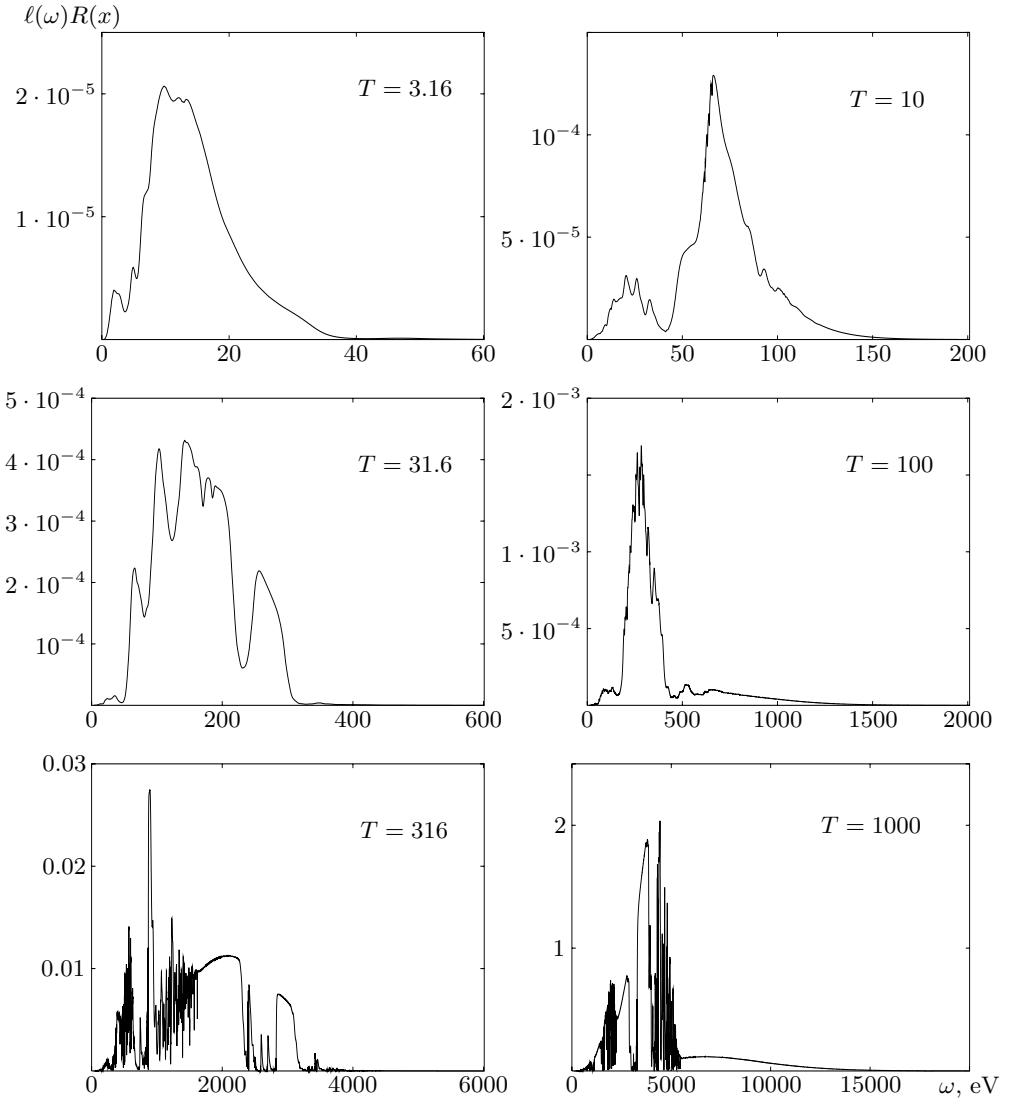 ℓ(ω)R(x)
2 · 10⁻⁵
1 · 10⁻⁵
T = 3.16
0 20 40 60
10⁻⁴
5 · 10⁻⁵
T = 10
0 50 100 150 200
5 · 10⁻⁴
4 · 10⁻⁴
3 · 10⁻⁴
2 · 10⁻⁴
10⁻⁴
T = 31.6
0 200 400 600
2 · 10⁻³
1 · 10⁻³
5 · 10⁻⁴
T = 100
0 500 1000 1500 2000
0.03
0.02
0.01
T = 316
0 2000 4000 6000
2
1
T = 1000
0 5000 10000 15000 ω, eV